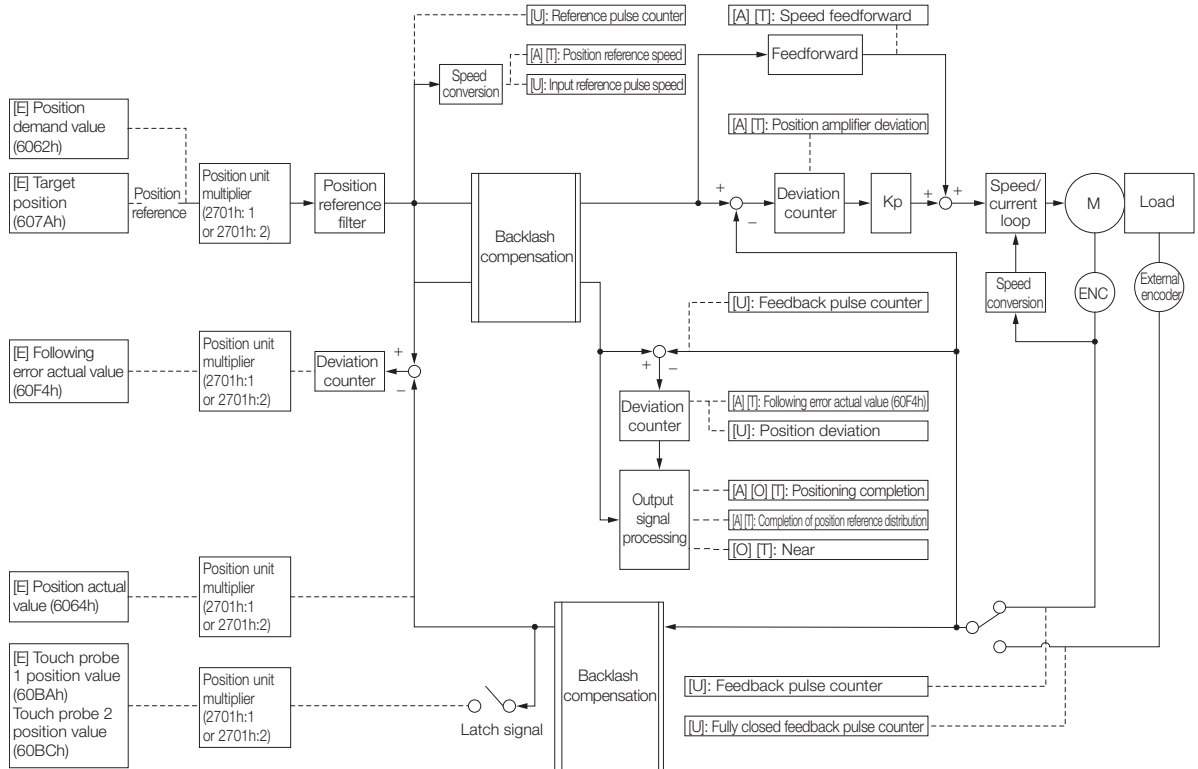 [U]: Reference pulse counter
[A] [T]: Speed feedforward
[A] [T]: Position reference speed
Feedforward
Speed
conversion
[U]: Input reference pulse speed
[E] Position
demand value
(6062h)
[A] [T]: Position amplifier deviation
[E] Target
position
(607Ah)
Position
reference
Position unit
multiplier
(2701h: 1
or 2701h: 2)
Position
reference
filter
Backlash
compensation
+
−
Deviation
counter
Kp
+
+
Speed/
current
loop
M
Load
Speed
conversion
ENC
External
encoder
[U]: Feedback pulse counter
[E] Following
error actual value
(60F4h)
Position unit
multiplier
(2701h:1
or 2701h:2)
Deviation
counter
+
−
+
−
Deviation
counter
[A] [T]: Following error actual value (60F4h)
[U]: Position deviation
Output
signal
processing
[A] [O] [T]: Positioning completion
[A] [T]: Completion of position reference distribution
[O] [T]: Near
[E] Position actual
value (6064h)
Position unit
multiplier
(2701h:1
or 2701h:2)
[E] Touch probe
1 position value
(60BAh)
Touch probe 2
position value
(60BCh)
Position unit
multiplier
(2701h:1
or 2701h:2)
Latch signal
Backlash
compensation
[U]: Feedback pulse counter
[U]: Fully closed feedback pulse counter